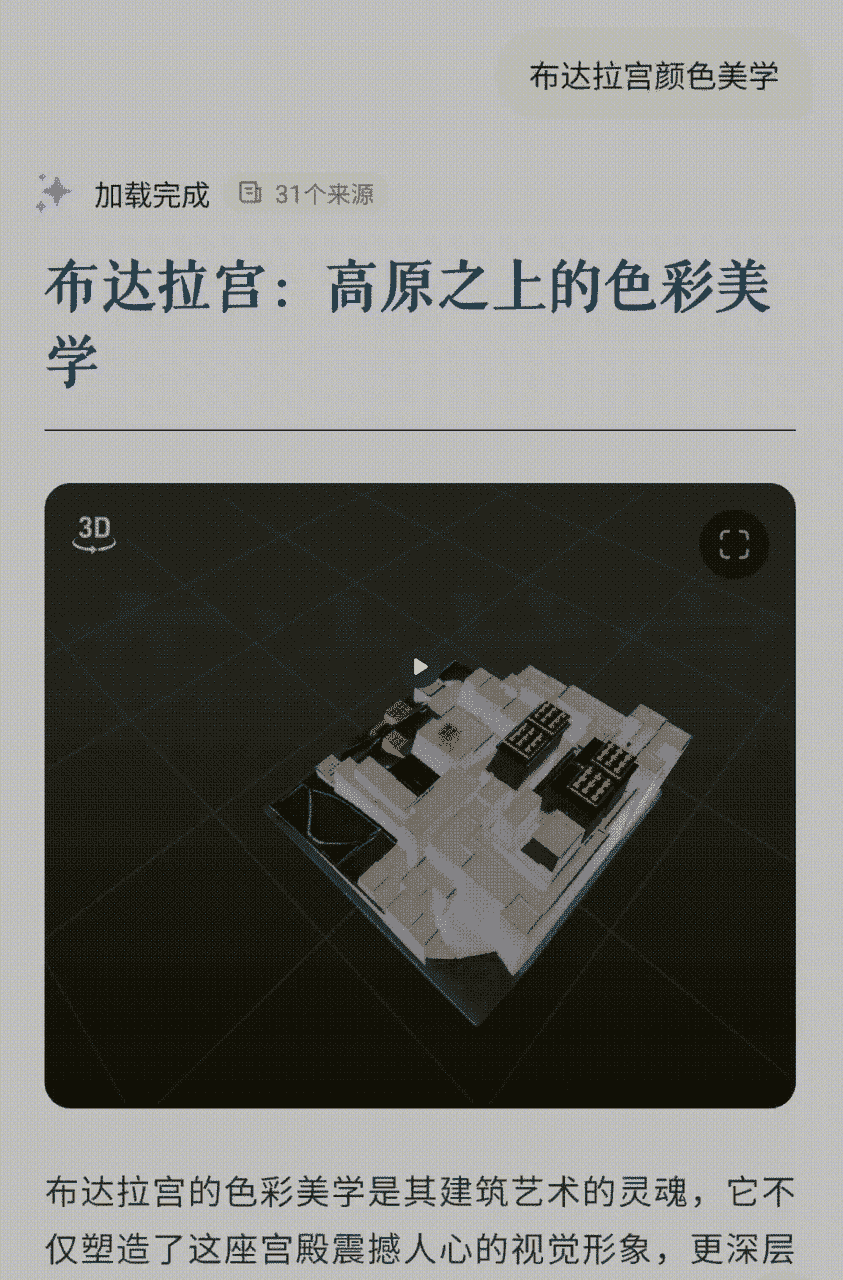 布达拉宫颜色美学
加载完成 31个来源
布达拉宫：高原之上的色彩美
学
3D
布达拉宫的色彩美学是其建筑艺术的灵魂，它不
仅塑造了这座宫殿震撼人心的视觉形象，更深层